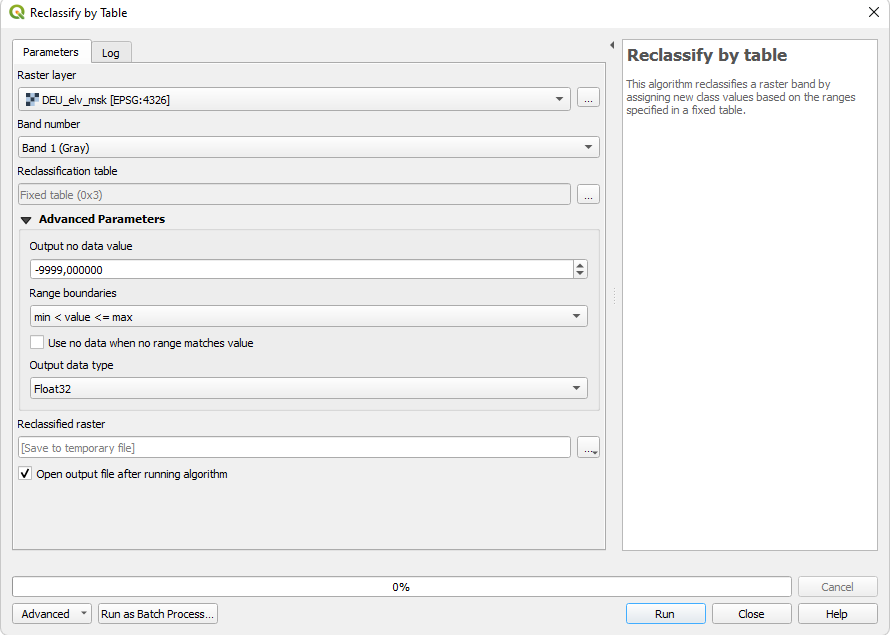 Reclassify by Table
Parameters
Log
Raster layer
DEU_elv_msk [EPSG:4326]
...
Band number
Band 1 (Gray)
Reclassification table
Fixed table (0x3)
...
Advanced Parameters
Output no data value
-9999,000000
Range boundaries
min < value <= max
Use no data when no range matches value
Output data type
Float32
Reclassified raster
[Save to temporary file]
...
Open output file after running algorithm
Reclassify by table
This algorithm reclassifies a raster band by
assigning new class values based on the ranges
specified in a fixed table.
0%
Cancel
Advanced
Run as Batch Process...
Run
Close
Help